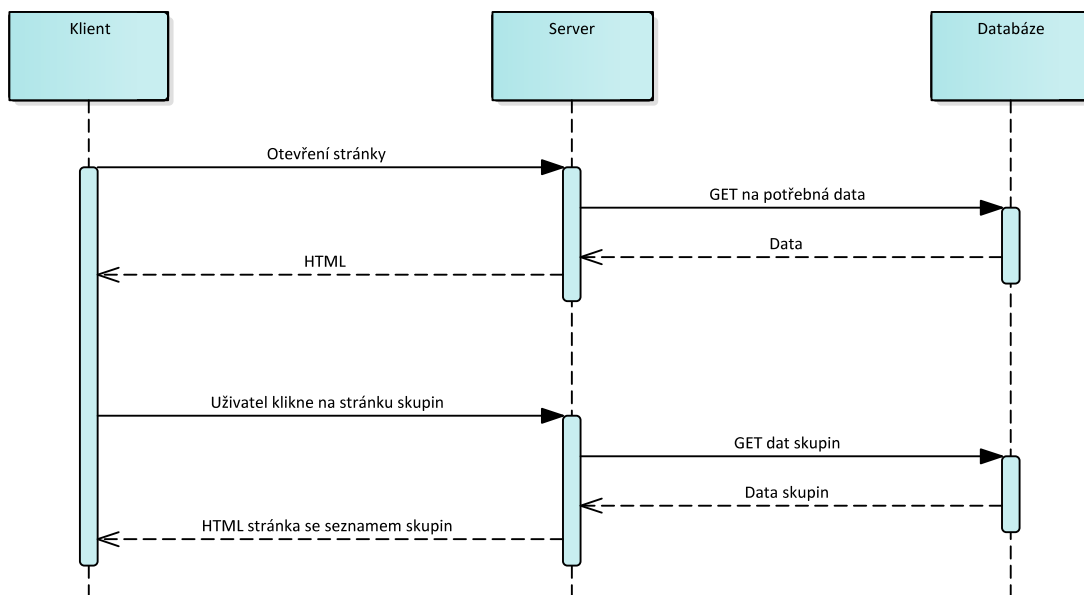 Klient
Server
Databáze
Otevření stránky
GET na potřebná data
Data
HTML
Uživatel klikne na stránku skupin
GET dat skupin
Data skupin
HTML stránka se seznamem skupin